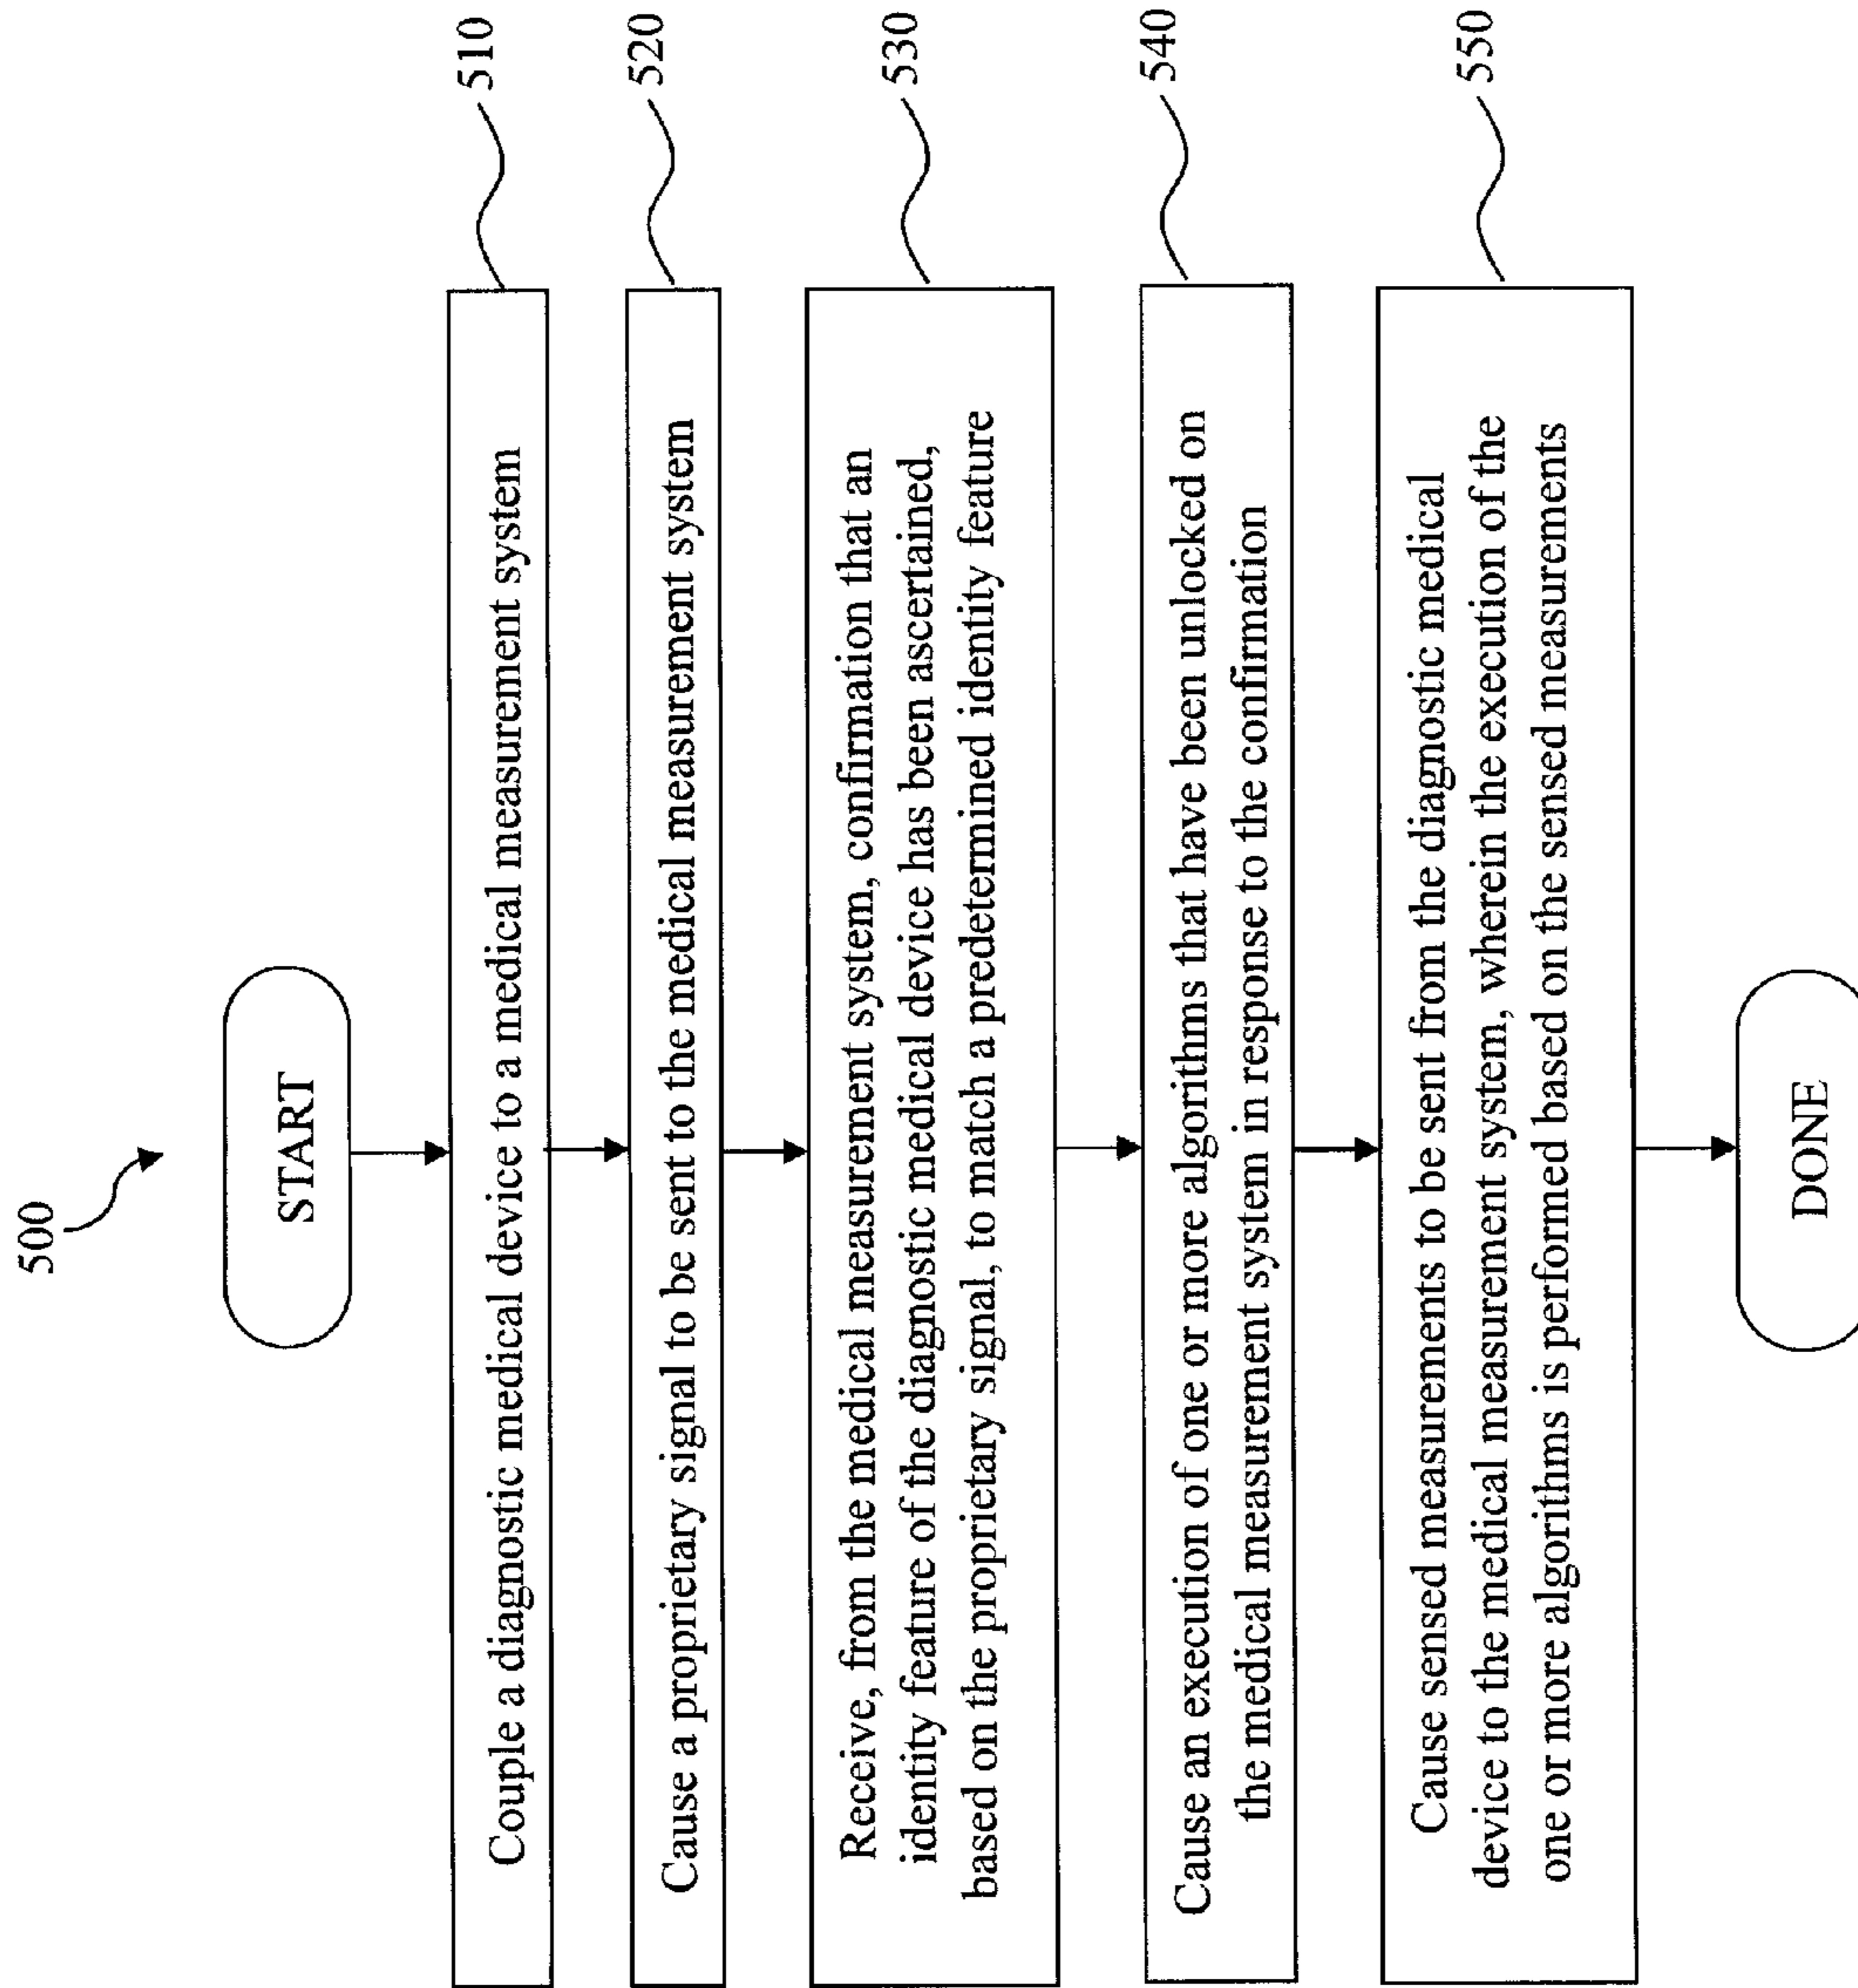 500
START
Couple a diagnostic medical device to a medical measurement system
510
Cause a proprietary signal to be sent to the medical measurement system
520
Receive, from the medical measurement system, confirmation that an
identity feature of the diagnostic medical device has been ascertained,
based on the proprietary signal, to match a predetermined identity feature
530
Cause an execution of one or more algorithms that have been unlocked on
the medical measurement system in response to the confirmation
540
Cause sensed measurements to be sent from the diagnostic medical
device to the medical measurement system, wherein the execution of the
one or more algorithms is performed based on the sensed measurements
550
DONE